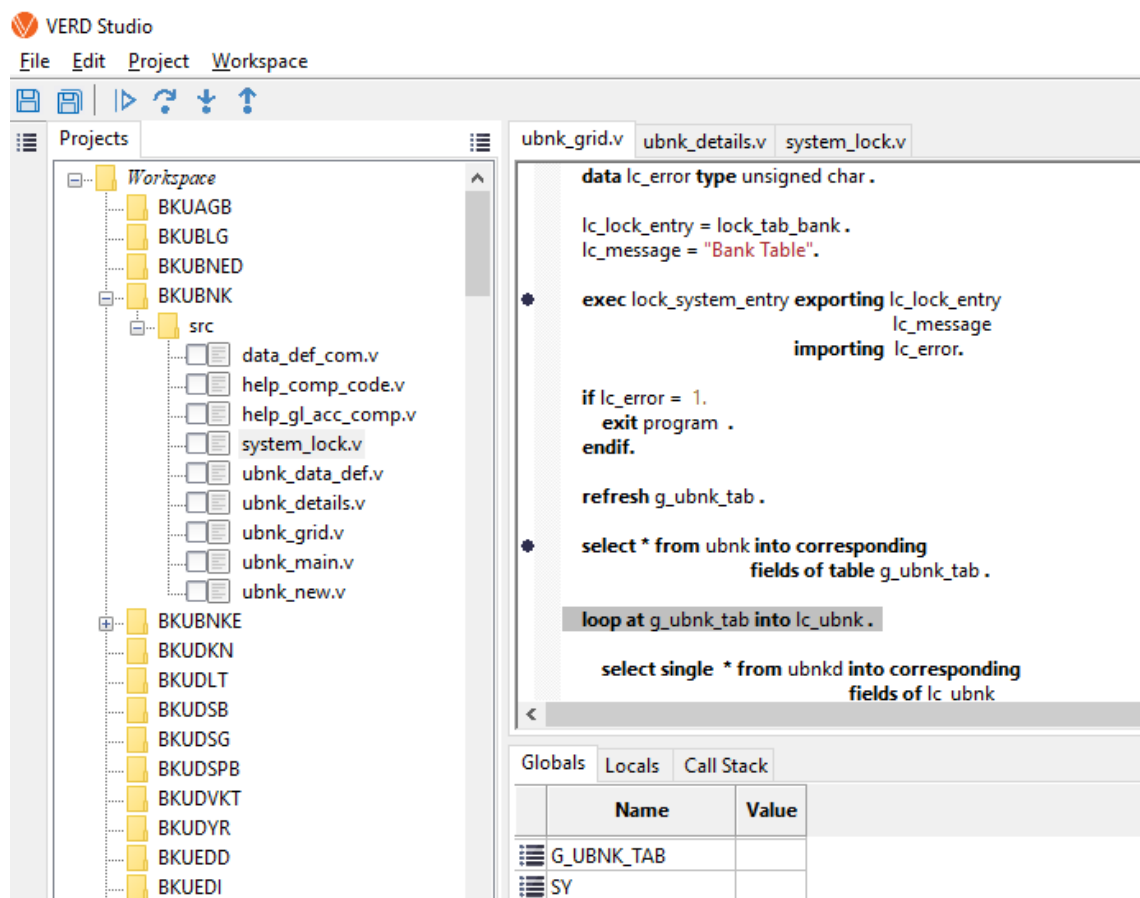 VERD Studio
File Edit Project Workspace
Projects
Workspace
BKUAGB
BKUBLG
BKUBNED
BKUBNK
src
data_def_com.v
help_comp_code.v
help_gl_acc_comp.v
system_lock.v
ubnk_data_def.v
ubnk_details.v
ubnk_grid.v
ubnk_main.v
ubnk_new.v
BKUBNKE
BKUDKN
BKUDLT
BKUDSB
BKUDSG
BKUDSPB
BKUDVKT
BKUDYR
BKUEDD
BKUEDI
ubnk_grid.v ubnk_details.v system_lock.v
data lc_error type unsigned char .
lc_lock_entry = lock_tab_bank .
lc_message = "Bank Table".
exec lock_system_entry exporting lc_lock_entry
lc_message
importing lc_error.
if lc_error = 1.
exit program .
endif.
refresh g_ubnk_tab .
select * from ubnk into corresponding
fields of table g_ubnk_tab .
loop at g_ubnk_tab into lc_ubnk .
select single * from ubnkd into corresponding
fields of lc_ubnk
Globals Locals Call Stack
Name Value
G_UBNK_TAB
SY